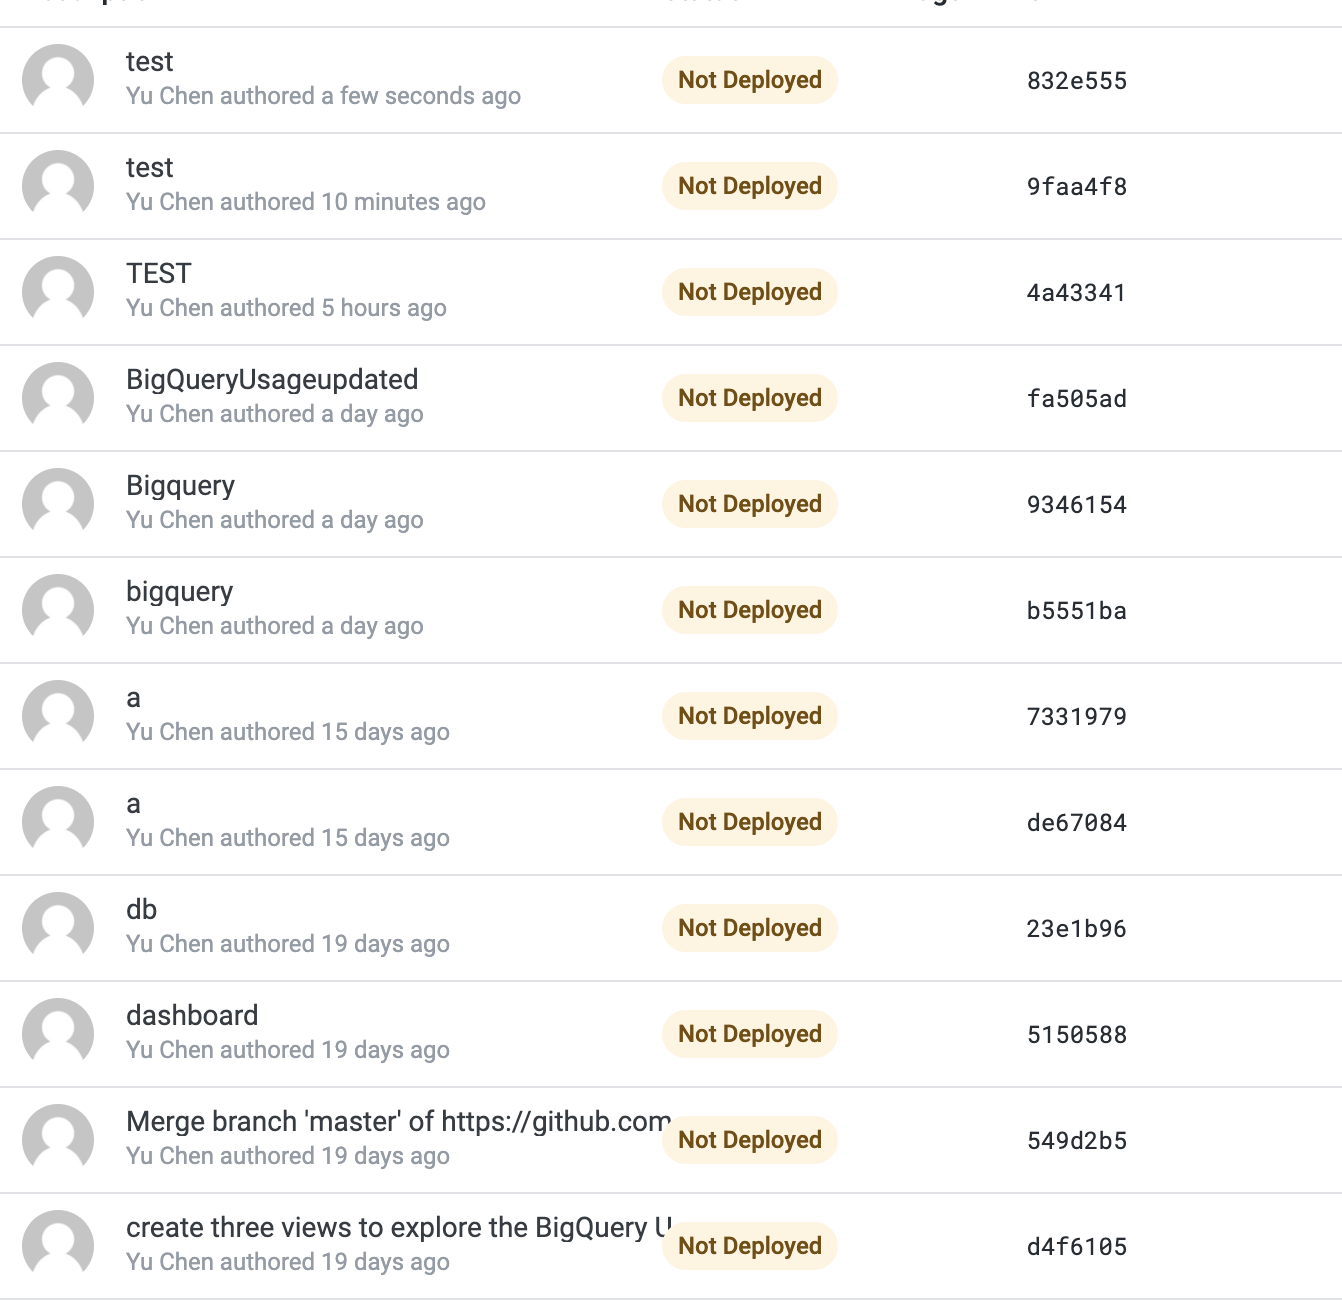 test
Yu Chen authored a few seconds ago
Not Deployed
832e555
test
Yu Chen authored 10 minutes ago
Not Deployed
9faa4f8
TEST
Yu Chen authored 5 hours ago
Not Deployed
4a43341
BigQueryUsageupdated
Yu Chen authored a day ago
Not Deployed
fa505ad
Bigquery
Yu Chen authored a day ago
Not Deployed
9346154
bigquery
Yu Chen authored a day ago
Not Deployed
b5551ba
a
Yu Chen authored 15 days ago
Not Deployed
7331979
a
Yu Chen authored 15 days ago
Not Deployed
de67084
db
Yu Chen authored 19 days ago
Not Deployed
23e1b96
dashboard
Yu Chen authored 19 days ago
Not Deployed
5150588
Merge branch 'master' of https://github.com
Yu Chen authored 19 days ago
Not Deployed
549d2b5
create three views to explore the BigQuery U
Yu Chen authored 19 days ago
Not Deployed
d4f6105